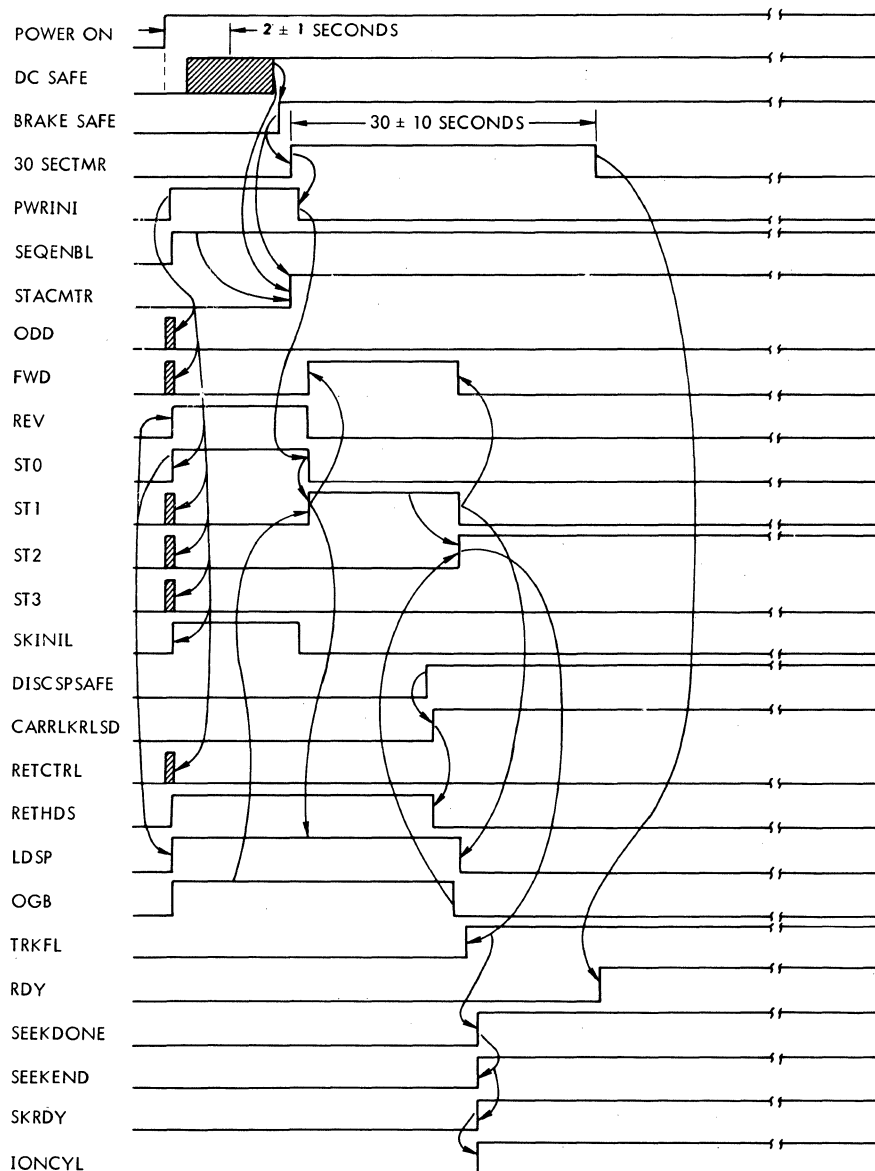 POWER ON
2 ± 1 SECONDS
DC SAFE
BRAKE SAFE
30 ± 10 SECONDS
30 SECTMR
PWRINI
SEQENBL
STACMTR
ODD
FWD
REV
ST0
ST1
ST2
ST3
SKINIL
DISCSPSAFE
CARRLKRLSD
RETCTRL
RETHDS
LDSP
OGB
TRKFL
RDY
SEEKDONE
SEEKEND
SKRDY
IONCYL